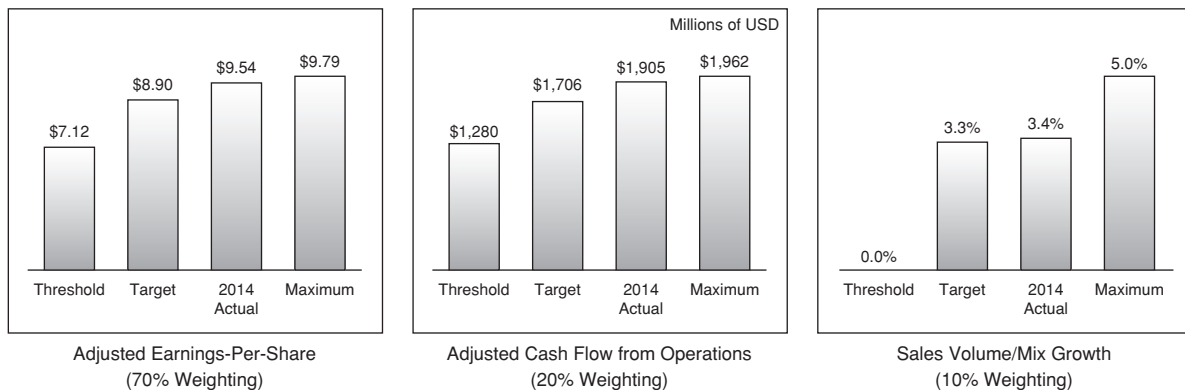 $7.12
$8.90
$9.54
$9.79
Threshold
Target
2014
Actual
Maximum
Adjusted Earnings-Per-Share
(70% Weighting)
Millions of USD
$1,280
$1,706
$1,905
$1,962
Threshold
Target
2014
Actual
Maximum
Adjusted Cash Flow from Operations
(20% Weighting)
0.0%
3.3%
3.4%
5.0%
Threshold
Target
2014
Actual
Maximum
Sales Volume/Mix Growth
(10% Weighting)